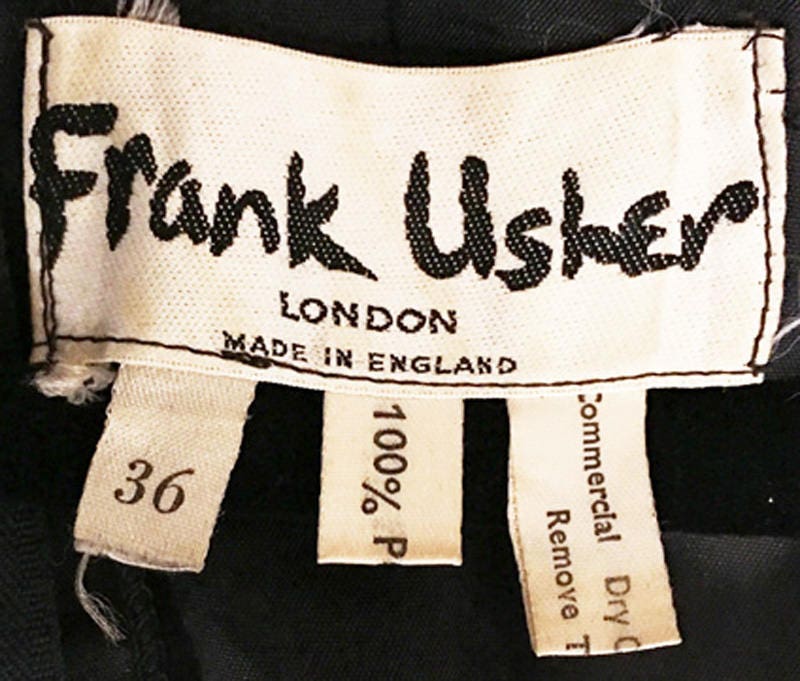 Frank Usher
LONDON
MADE IN ENGLAND
36
100% P
Commercial Dry C
Remove T